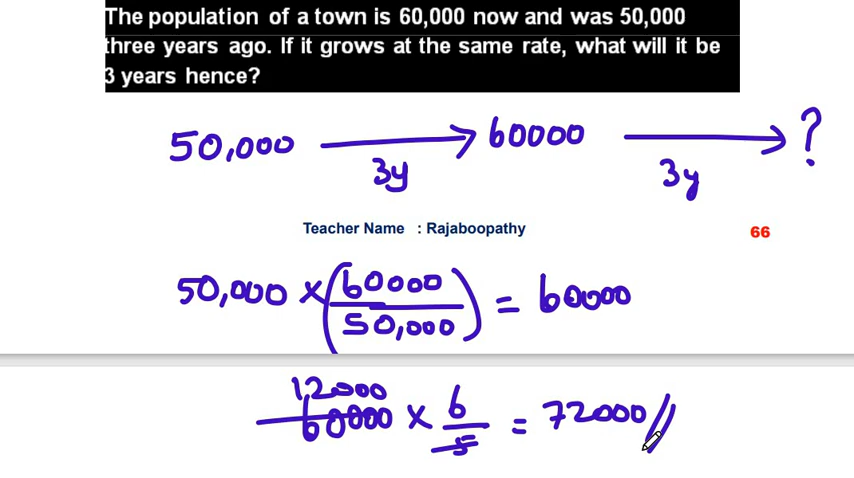 The population of a town is 60,000 now and was 50,000
three years ago. If it grows at the same rate, what will it be
3 years hence?
50,000 → 60000 → ?
3y 3y
Teacher Name : Rajaboopathy 66
50,000 × (60000/50,000) = 60000
12000
60000 × 6/5 = 72000//